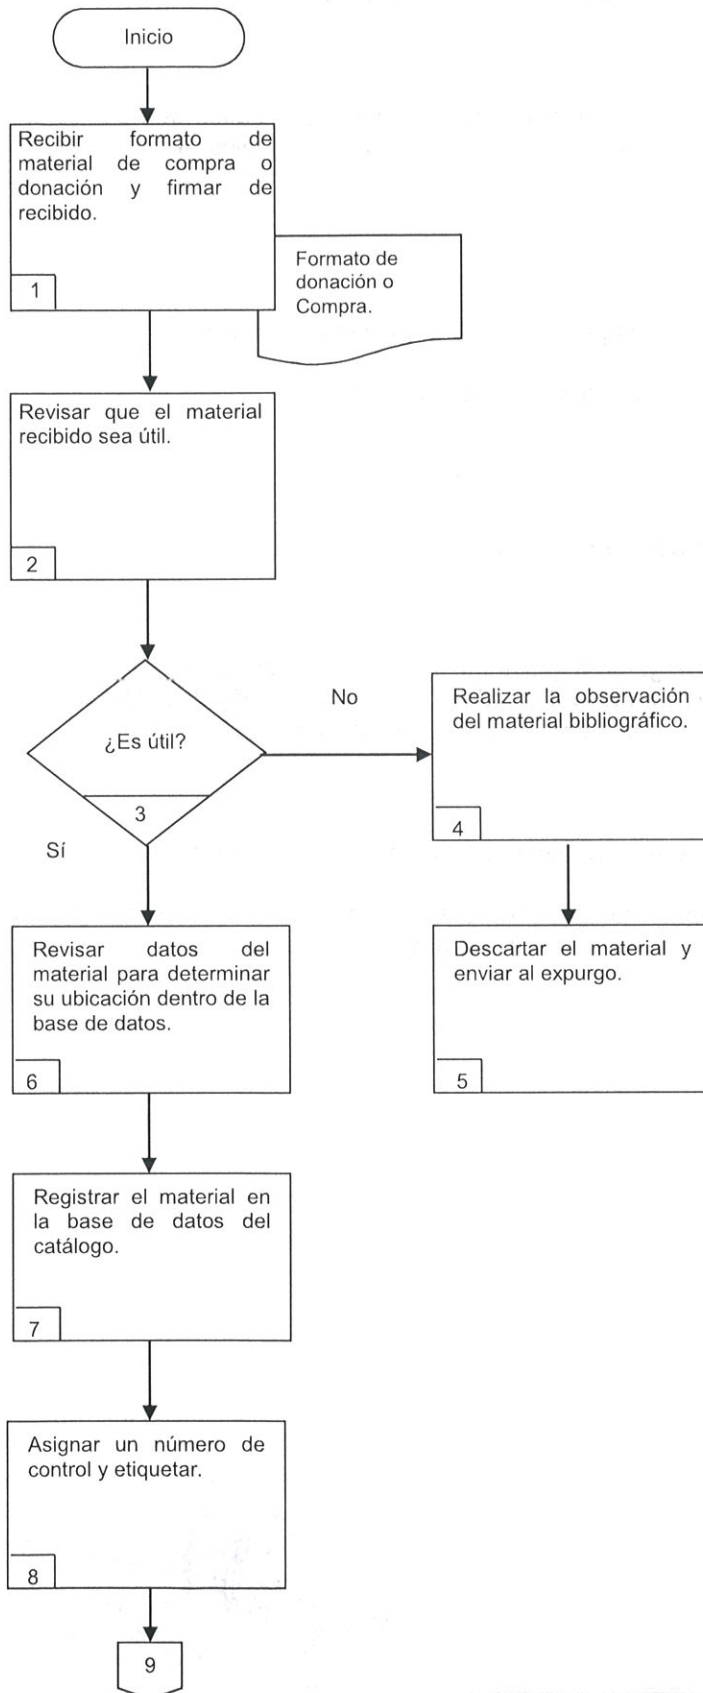 Inicio
Recibir formato de
material de compra o
donación y firmar de
recibido.
1
Formato de
donación o
Compra.
Revisar que el material
recibido sea útil.
2
¿Es útil?
3
No
Sí
Realizar la observación
del material bibliográfico.
4
Descartar el material y
enviar al expurgo.
5
Revisar datos del
material para determinar
su ubicación dentro de la
base de datos.
6
Registrar el material en
la base de datos del
catálogo.
7
Asignar un número de
control y etiquetar.
8
9